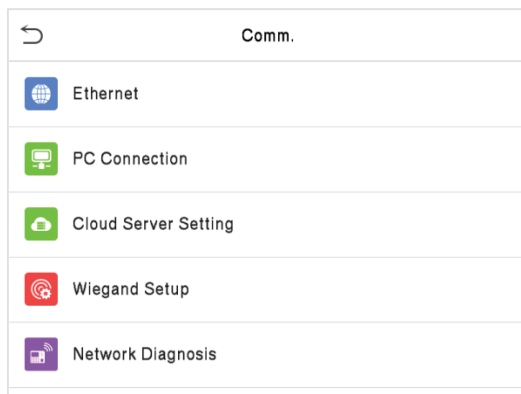 Comm.
Ethernet
PC Connection
Cloud Server Setting
Wiegand Setup
Network Diagnosis